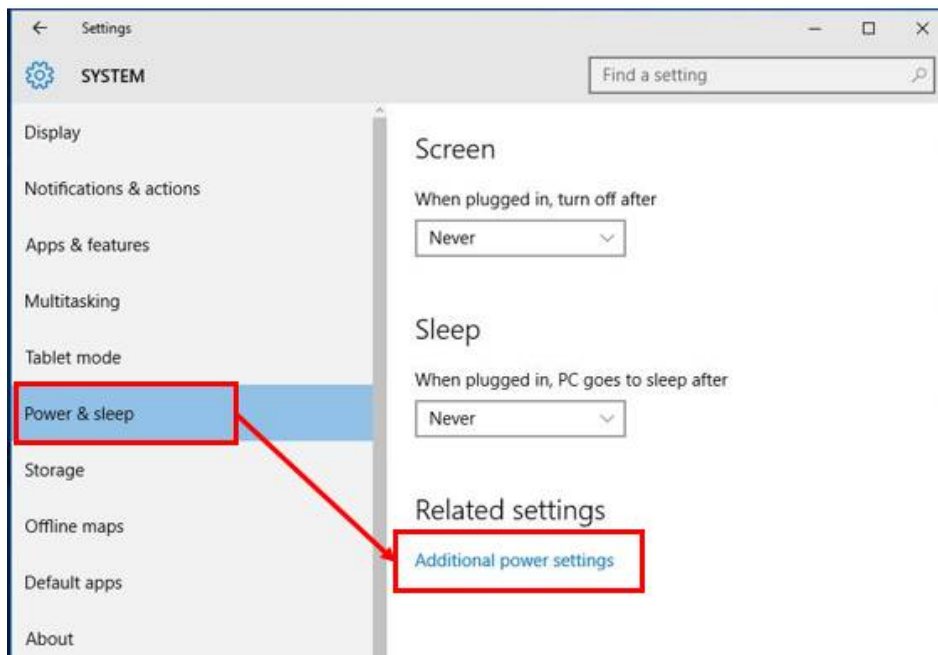 Settings
SYSTEM
Find a setting
Display
Notifications & actions
Apps & features
Multitasking
Tablet mode
Power & sleep
Storage
Offline maps
Default apps
About
Screen
When plugged in, turn off after
Never
Sleep
When plugged in, PC goes to sleep after
Never
Related settings
Additional power settings